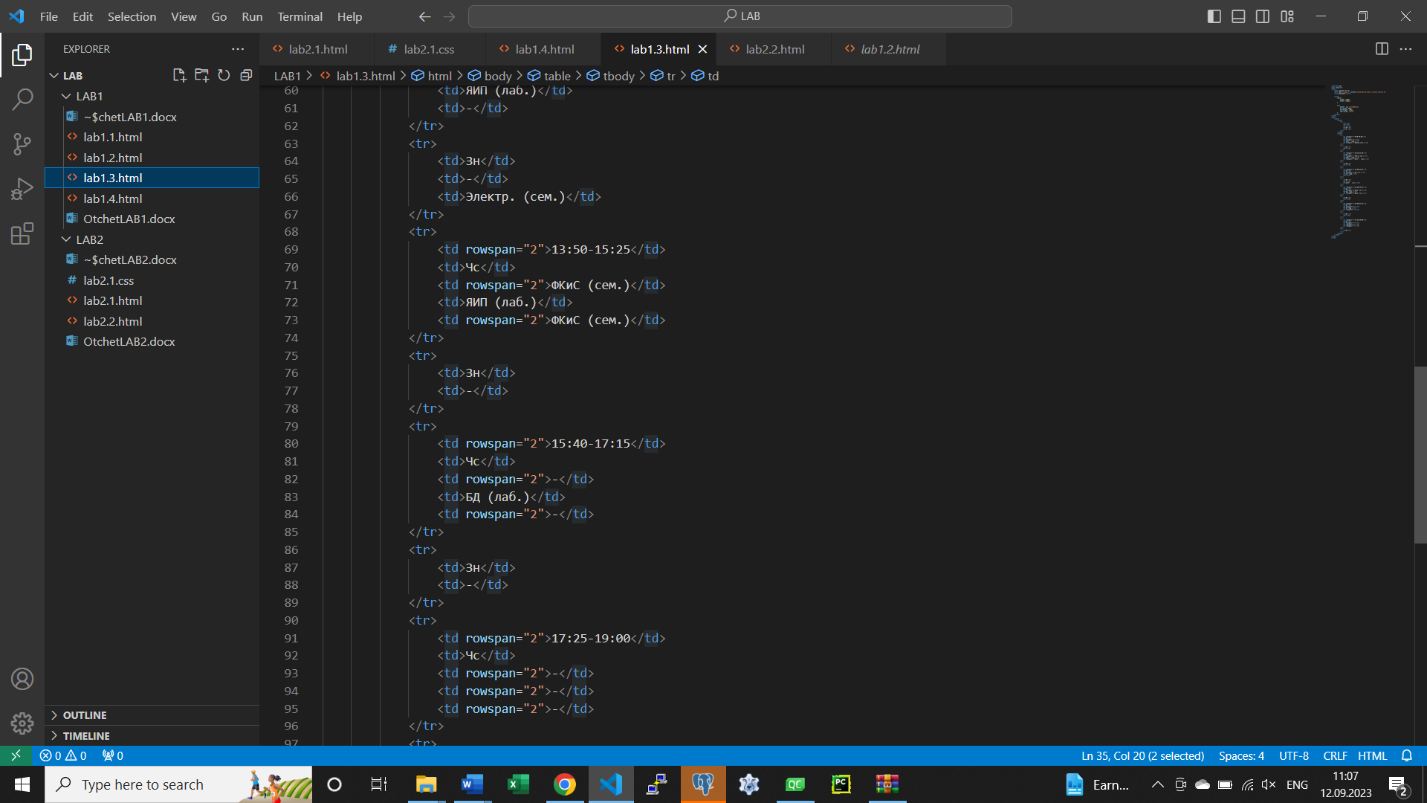 File Edit Selection View Go Run Terminal Help
LAB
EXPLORER
lab2.1.html
lab2.1.css
lab1.4.html
lab1.3.html
lab2.2.html
lab1.2.html
LAB
LAB1
~$chetLAB1.docx
lab1.1.html
lab1.2.html
lab1.3.html
lab1.4.html
OtchetLAB1.docx
LAB2
~$chetLAB2.docx
lab2.1.css
lab2.1.html
lab2.2.html
OtchetLAB2.docx
OUTLINE
TIMELINE
LAB1 > lab1.3.html > html > body > table > tbody > tr > td
60 <td>ЯИП (лаб.)</td>
61 <td>-</td>
62 </tr>
63 <tr>
64 <td>Зн</td>
65 <td>-</td>
66 <td>Электр. (сем.)</td>
67 </tr>
68 <tr>
69 <td rowspan="2">13:50-15:25</td>
70 <td>Чс</td>
71 <td rowspan="2">ФКиС (сем.)</td>
72 <td>ЯИП (лаб.)</td>
73 <td rowspan="2">ФКиС (сем.)</td>
74 </tr>
75 <tr>
76 <td>Зн</td>
77 <td>-</td>
78 </tr>
79 <tr>
80 <td rowspan="2">15:40-17:15</td>
81 <td>Чс</td>
82 <td rowspan="2">-</td>
83 <td>БД (лаб.)</td>
84 <td rowspan="2">-</td>
85 </tr>
86 <tr>
87 <td>Зн</td>
88 <td>-</td>
89 </tr>
90 <tr>
91 <td rowspan="2">17:25-19:00</td>
92 <td>Чс</td>
93 <td rowspan="2">-</td>
94 <td rowspan="2">-</td>
95 <td rowspan="2">-</td>
96 </tr>
97 <tr>
0 0 0
Ln 35, Col 20 (2 selected) Spaces: 4 UTF-8 CRLF HTML
Type here to search
Earn...
ENG
11:07
12.09.2023
2